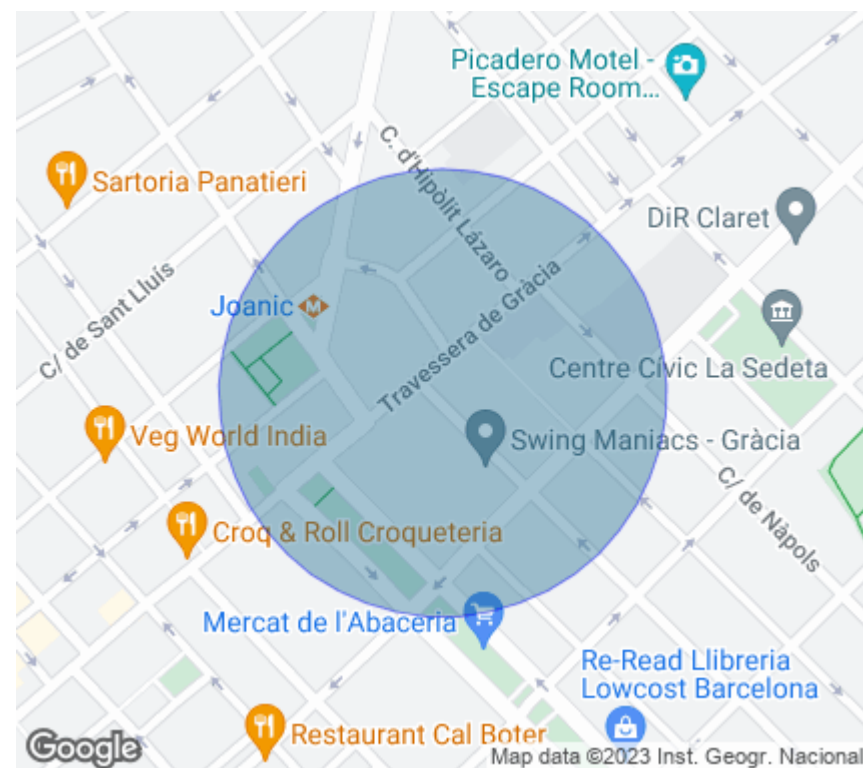 Picadero Motel -
Escape Room...
C. d'Hipòlit Lázaro
Sartoria Panatieri
DiR Claret
C/ de Sant Lluís
Joanic
M
Travessera de Gràcia
Centre Cívic La Sedeta
Veg World India
Swing Maniacs - Gràcia
C/ de Nàpols
Croq & Roll Croqueteria
Mercat de l'Abaceria
Re-Read Llibreria
Lowcost Barcelona
Restaurant Cal Boter
Google
Map data ©2023 Inst. Geogr. Nacional